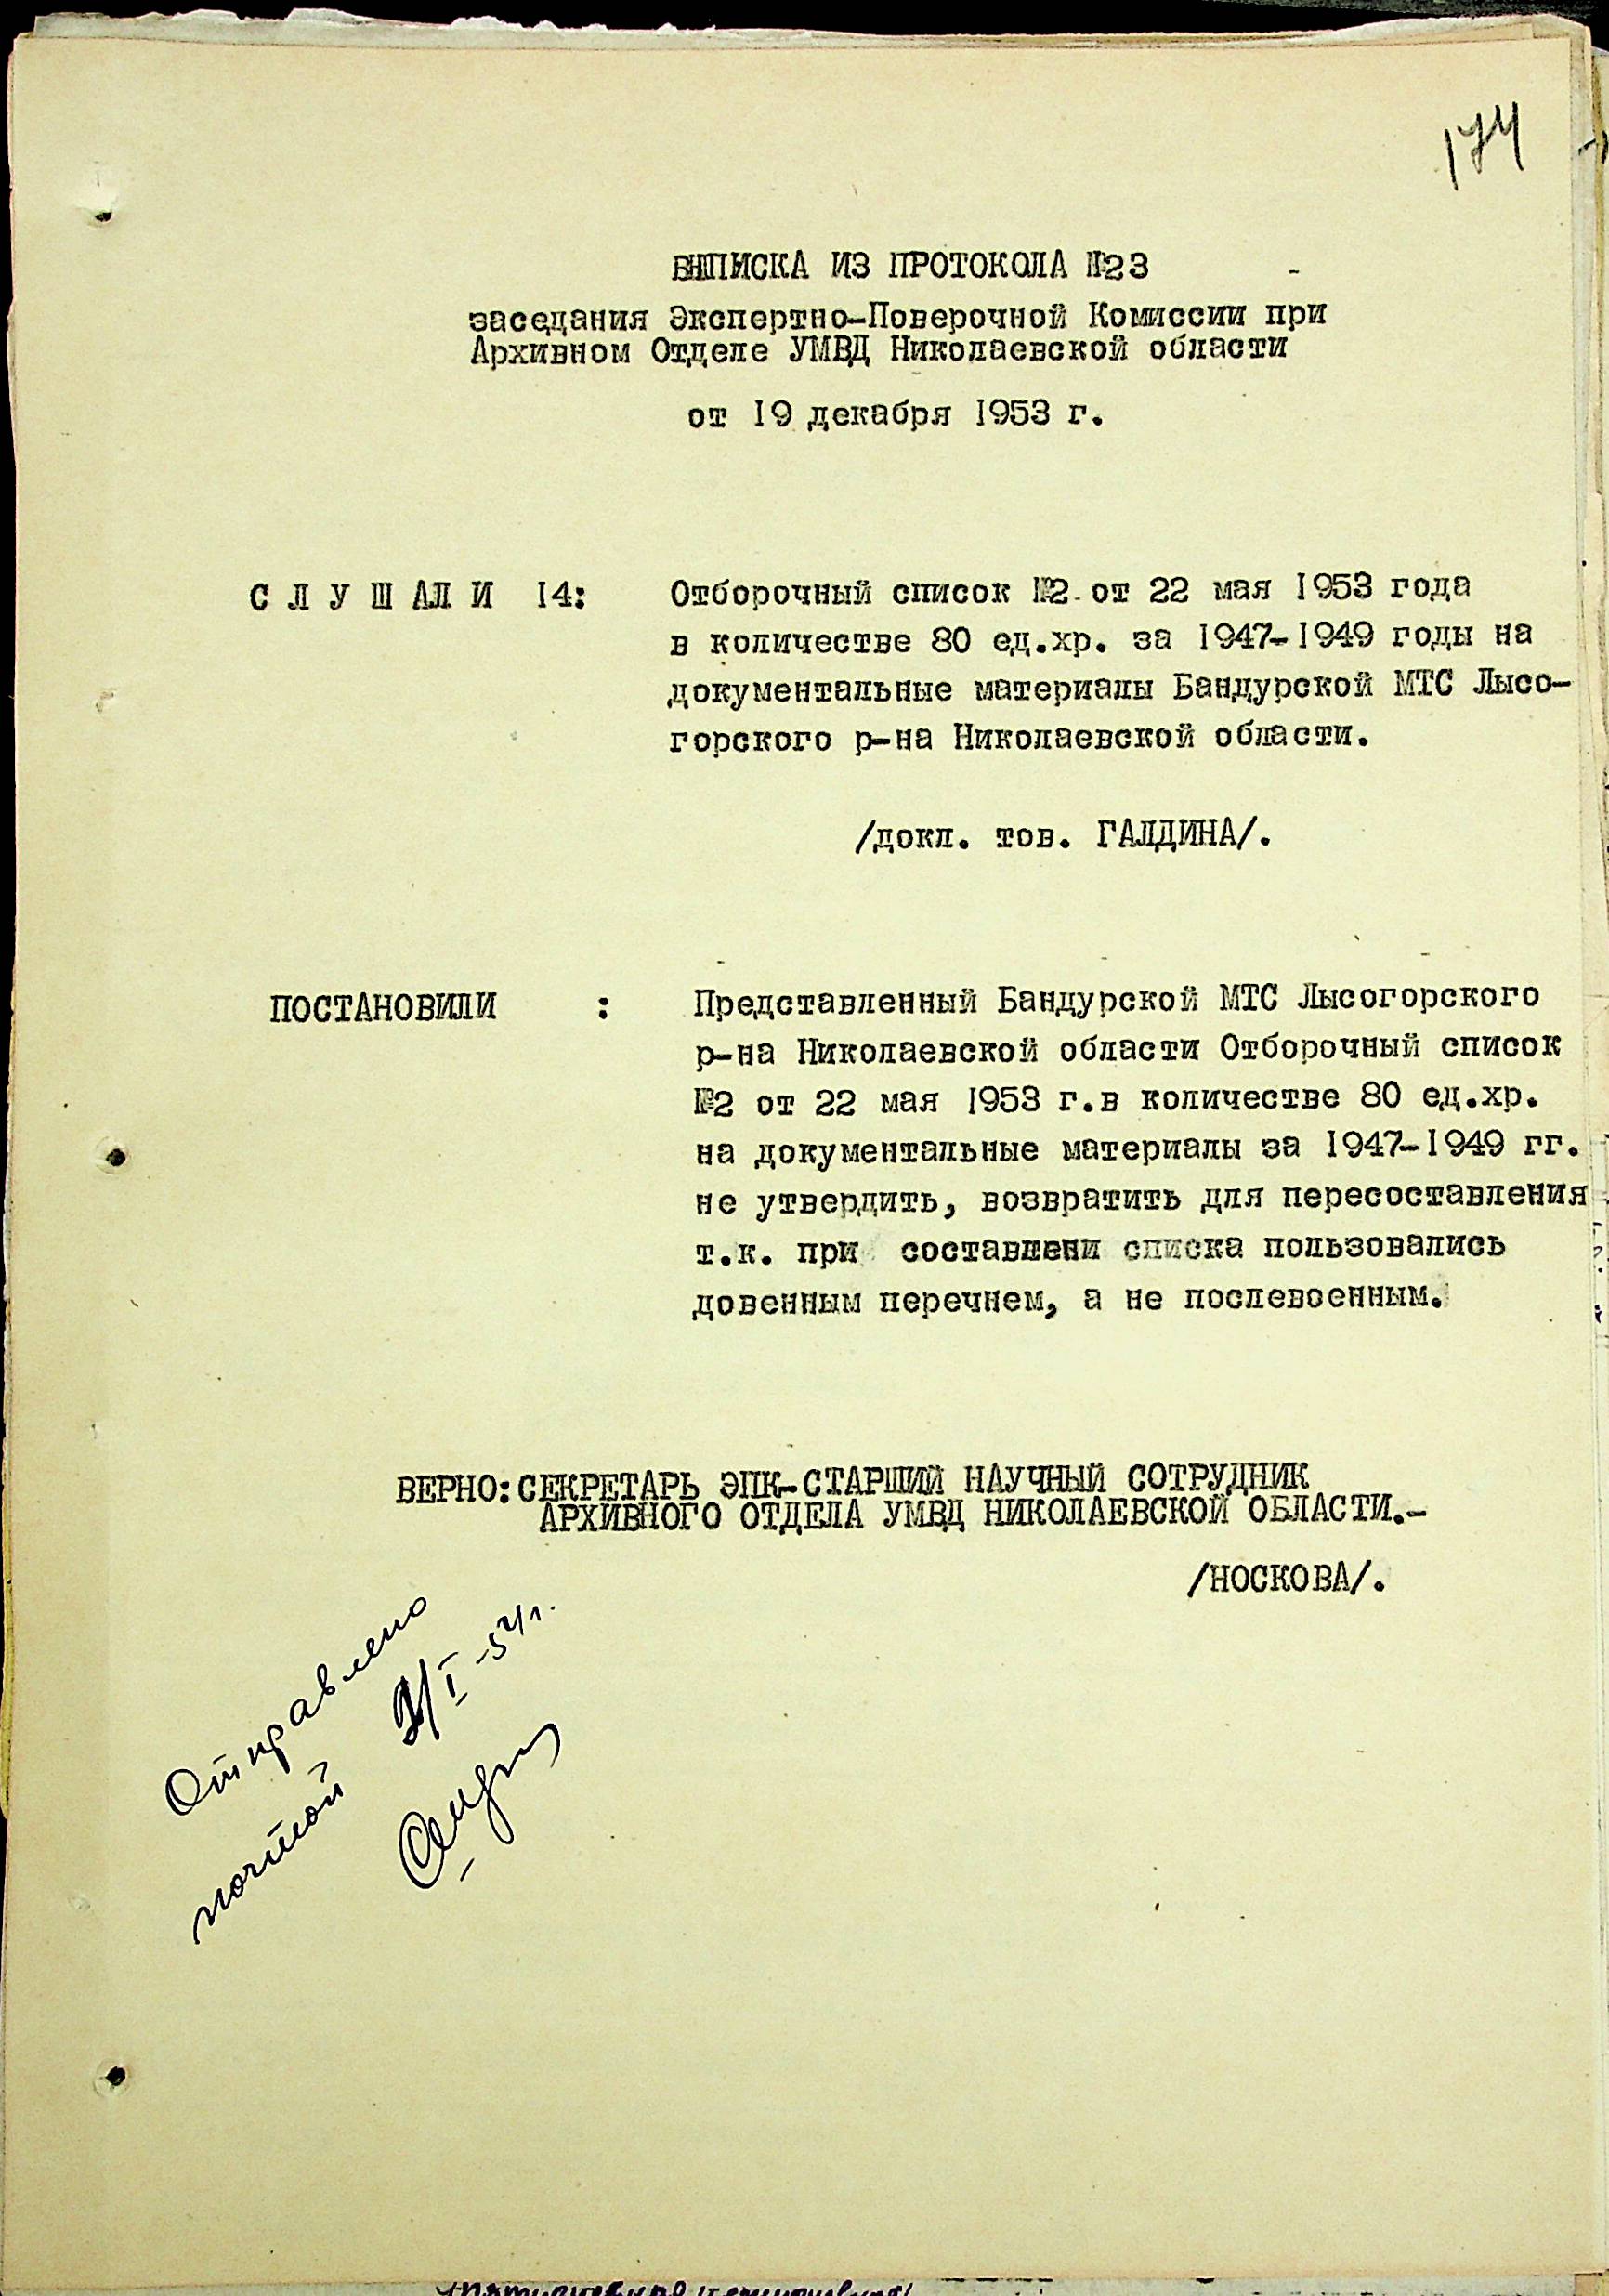 174
ВЫПИСКА ИЗ ПРОТОКОЛА №23
заседания Экспертно-Поверочной Комиссии при
Архивном Отделе УМВД Николаевской области
от 19 декабря 1953 г.
С Л У Ш АЛ И 14:
Отборочный список №2 от 22 мая 1953 года
в количестве 80 ед.хр. за 1947-1949 годы на
документальные материалы Бандурской МТС Лысо-
горского р-на Николаевской области.
/докл. тов. ГАЛДИНА/.
ПОСТАНОВИЛИ :
Представленный Бандурской МТС Лысогорского
р-на Николаевской области Отборочный список
№2 от 22 мая 1953 г.в количестве 80 ед.хр.
на документальные материалы за 1947-1949 гг.
не утвердить, возвратить для пересоставления
т.к. при составлени списка пользовались
довенным перечнем, а не послевоенным.
ВЕРНО: СЕКРЕТАРЬ ЭПК-СТАРШИЙ НАУЧНЫЙ СОТРУДНИК
АРХИВНОГО ОТДЕЛА УМВД НИКОЛАЕВСКОЙ ОБЛАСТИ.-
/НОСКОВА/.
Отправлено
почтой /I -54г.